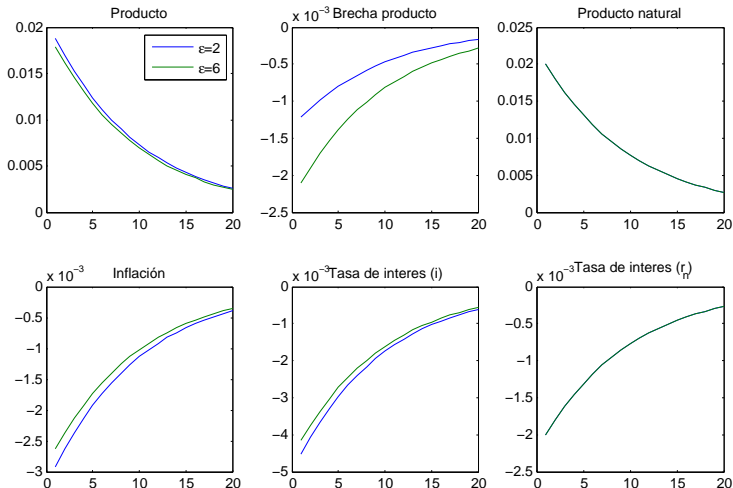 Producto
0.02
0.015
0.01
0.005
0
0 5 10 15 20
ε=2
ε=6
x 10⁻³ Brecha producto
0
−0.5
−1
−1.5
−2
−2.5
0 5 10 15 20
Producto natural
0.025
0.02
0.015
0.01
0.005
0
0 5 10 15 20
x 10⁻³ Inflación
0
−0.5
−1
−1.5
−2
−2.5
−3
0 5 10 15 20
x 10⁻³ Tasa de interes (i)
0
−1
−2
−3
−4
−5
0 5 10 15 20
x 10⁻³ Tasa de interes (rₙ)
0
−0.5
−1
−1.5
−2
−2.5
0 5 10 15 20